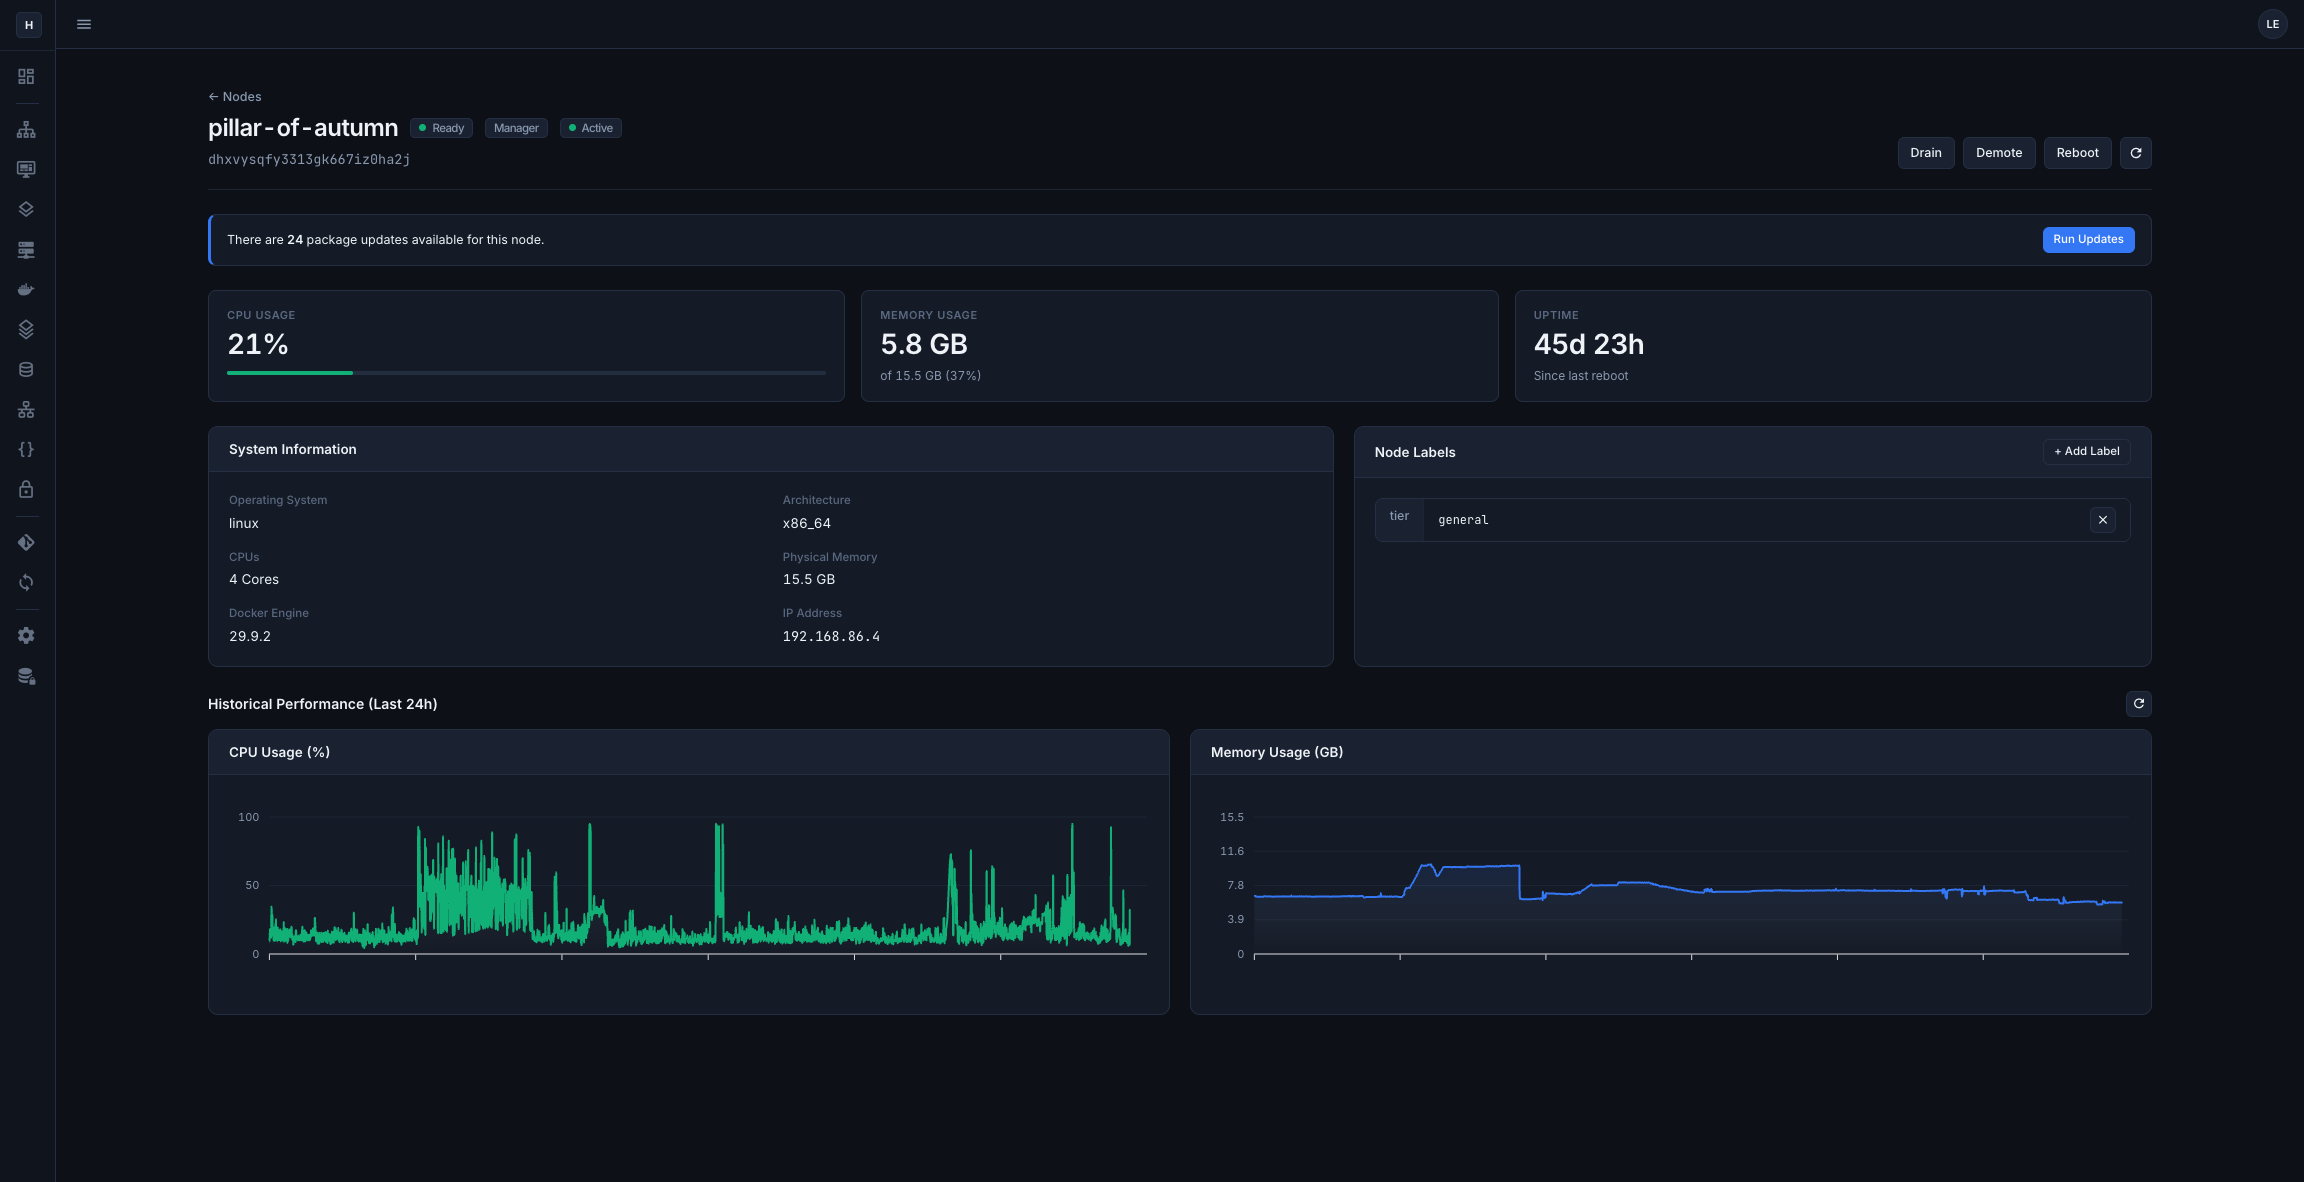 H
LE
← Nodes
pillar-of-autumn
Ready
Manager
Active
dhxvysqfy3313gk667iz0ha2j
Drain
Demote
Reboot
There are 24 package updates available for this node.
Run Updates
CPU USAGE
21%
MEMORY USAGE
5.8 GB
of 15.5 GB (37%)
UPTIME
45d 23h
Since last reboot
System Information
Operating System
linux
Architecture
x86_64
CPUs
4 Cores
Physical Memory
15.5 GB
Docker Engine
29.9.2
IP Address
192.168.86.4
Node Labels
+ Add Label
tier
general
Historical Performance (Last 24h)
CPU Usage (%)
100
50
0
Memory Usage (GB)
15.5
11.6
7.8
3.9
0